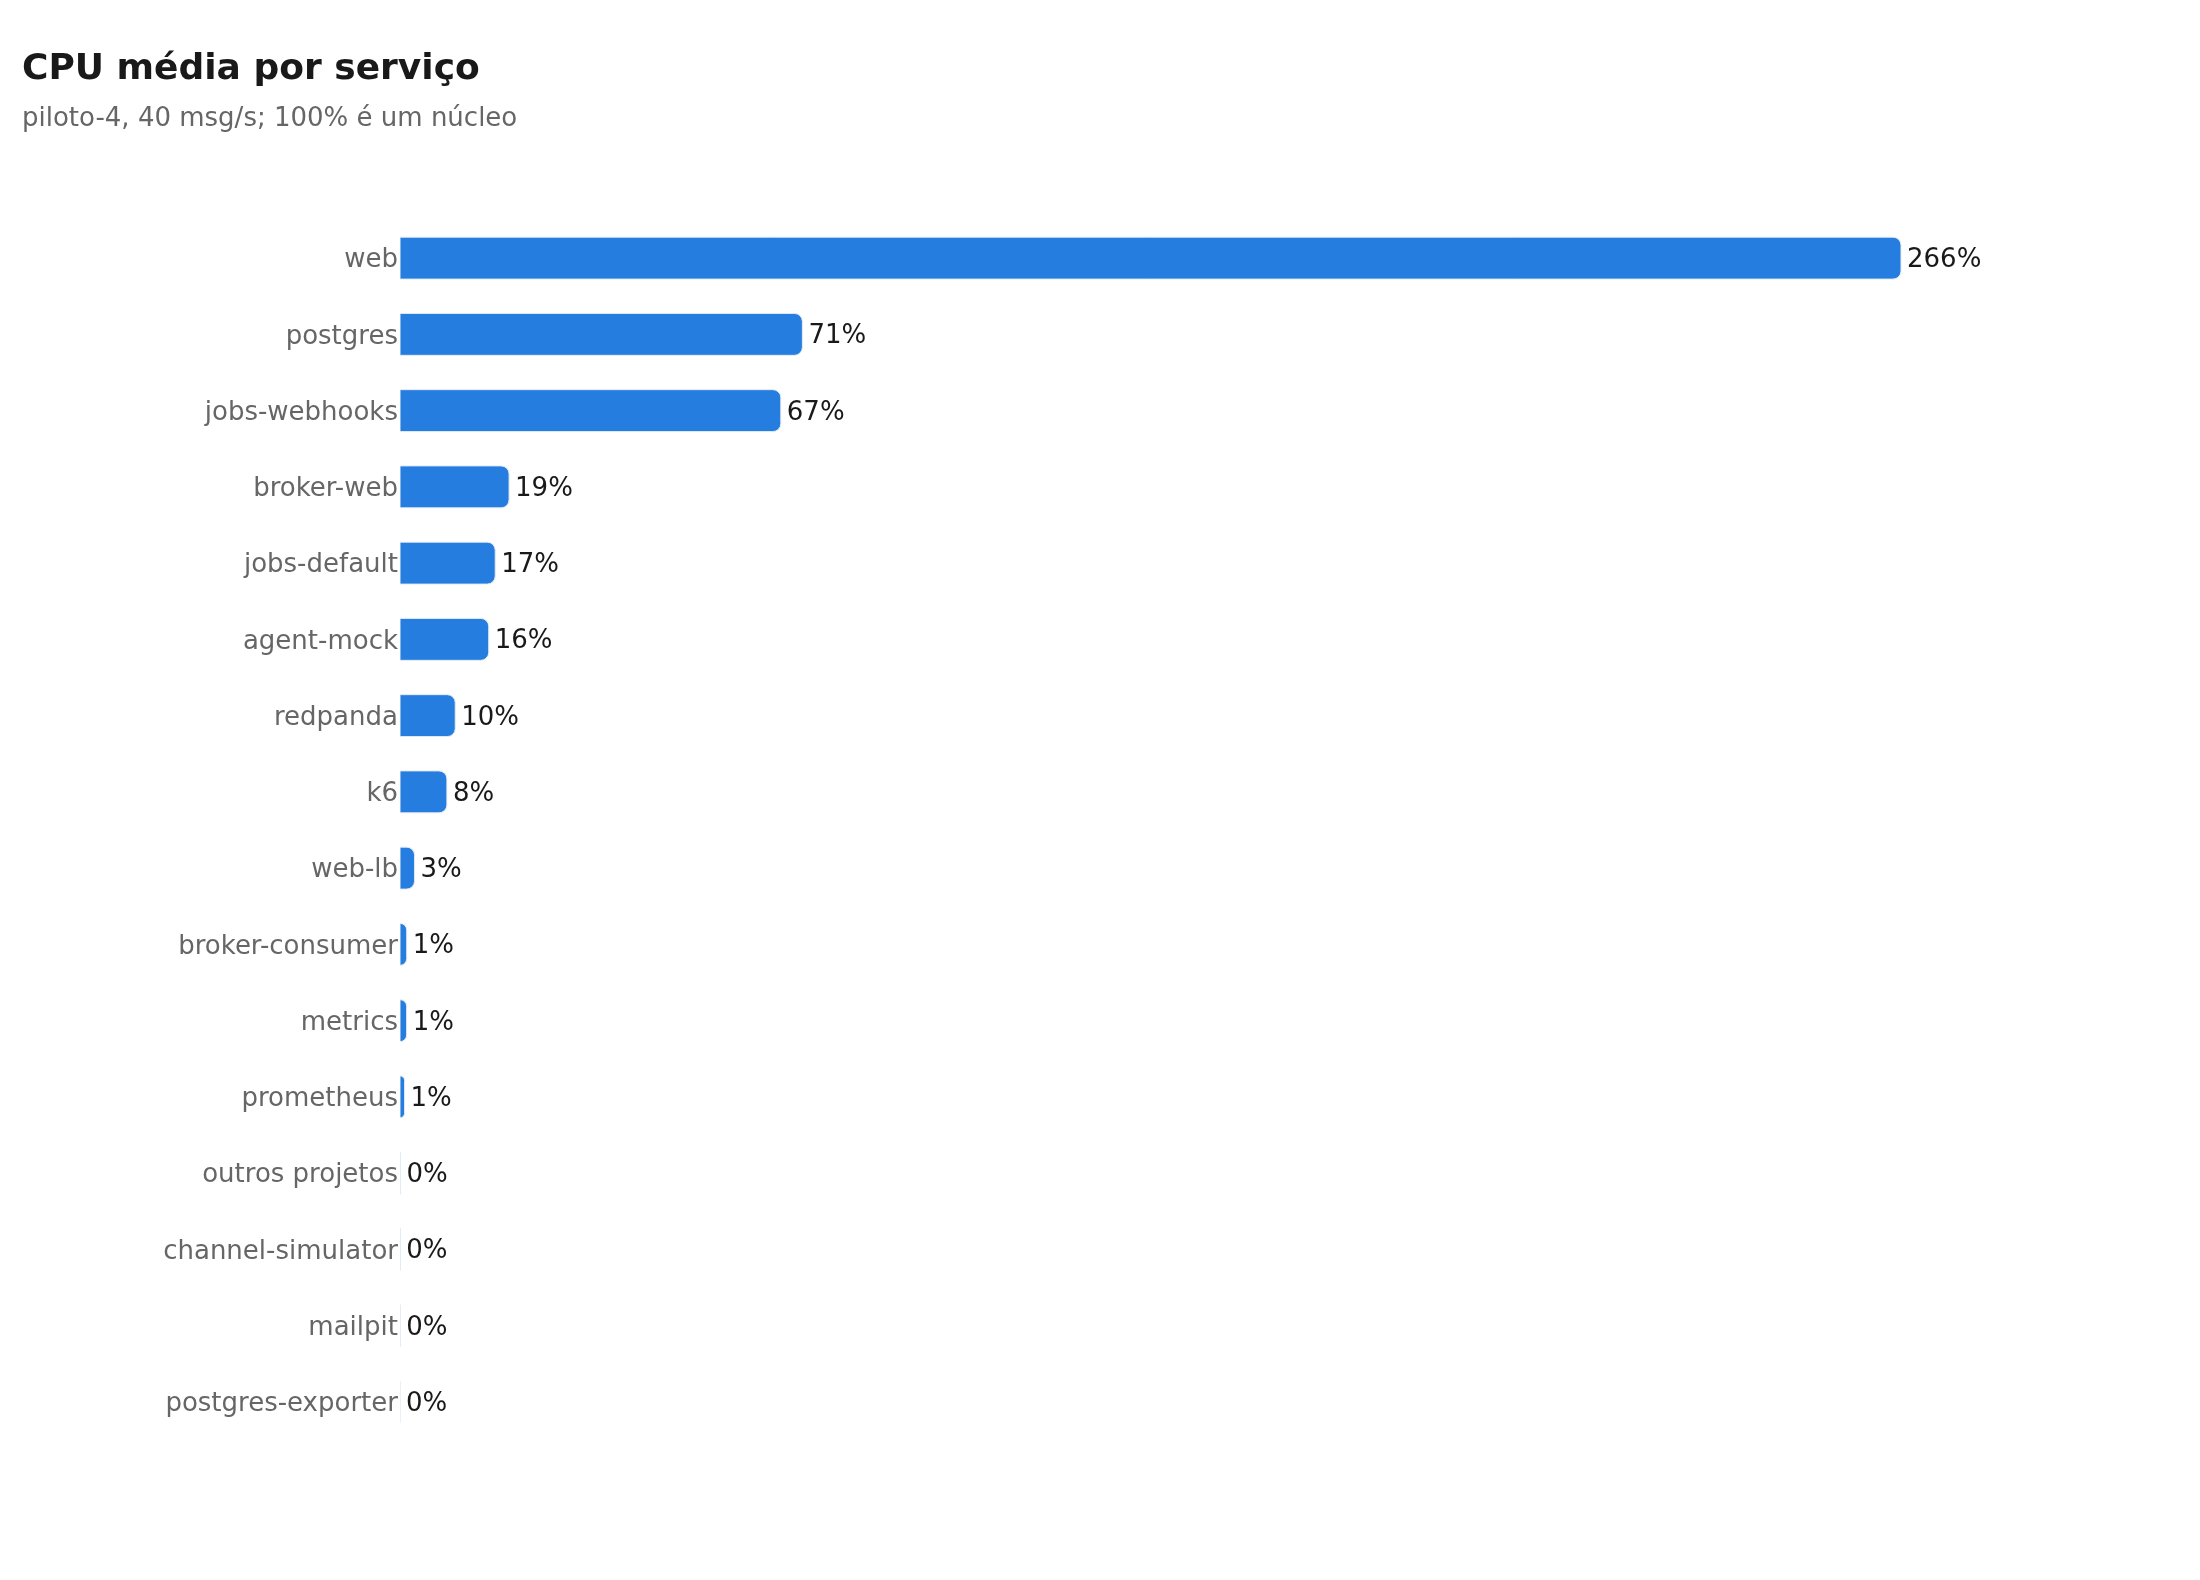 CPU média por serviço
piloto-4, 40 msg/s; 100% é um núcleo
web 266%
postgres 71%
jobs-webhooks 67%
broker-web 19%
jobs-default 17%
agent-mock 16%
redpanda 10%
k6 8%
web-lb 3%
broker-consumer 1%
metrics 1%
prometheus 1%
outros projetos 0%
channel-simulator 0%
mailpit 0%
postgres-exporter 0%